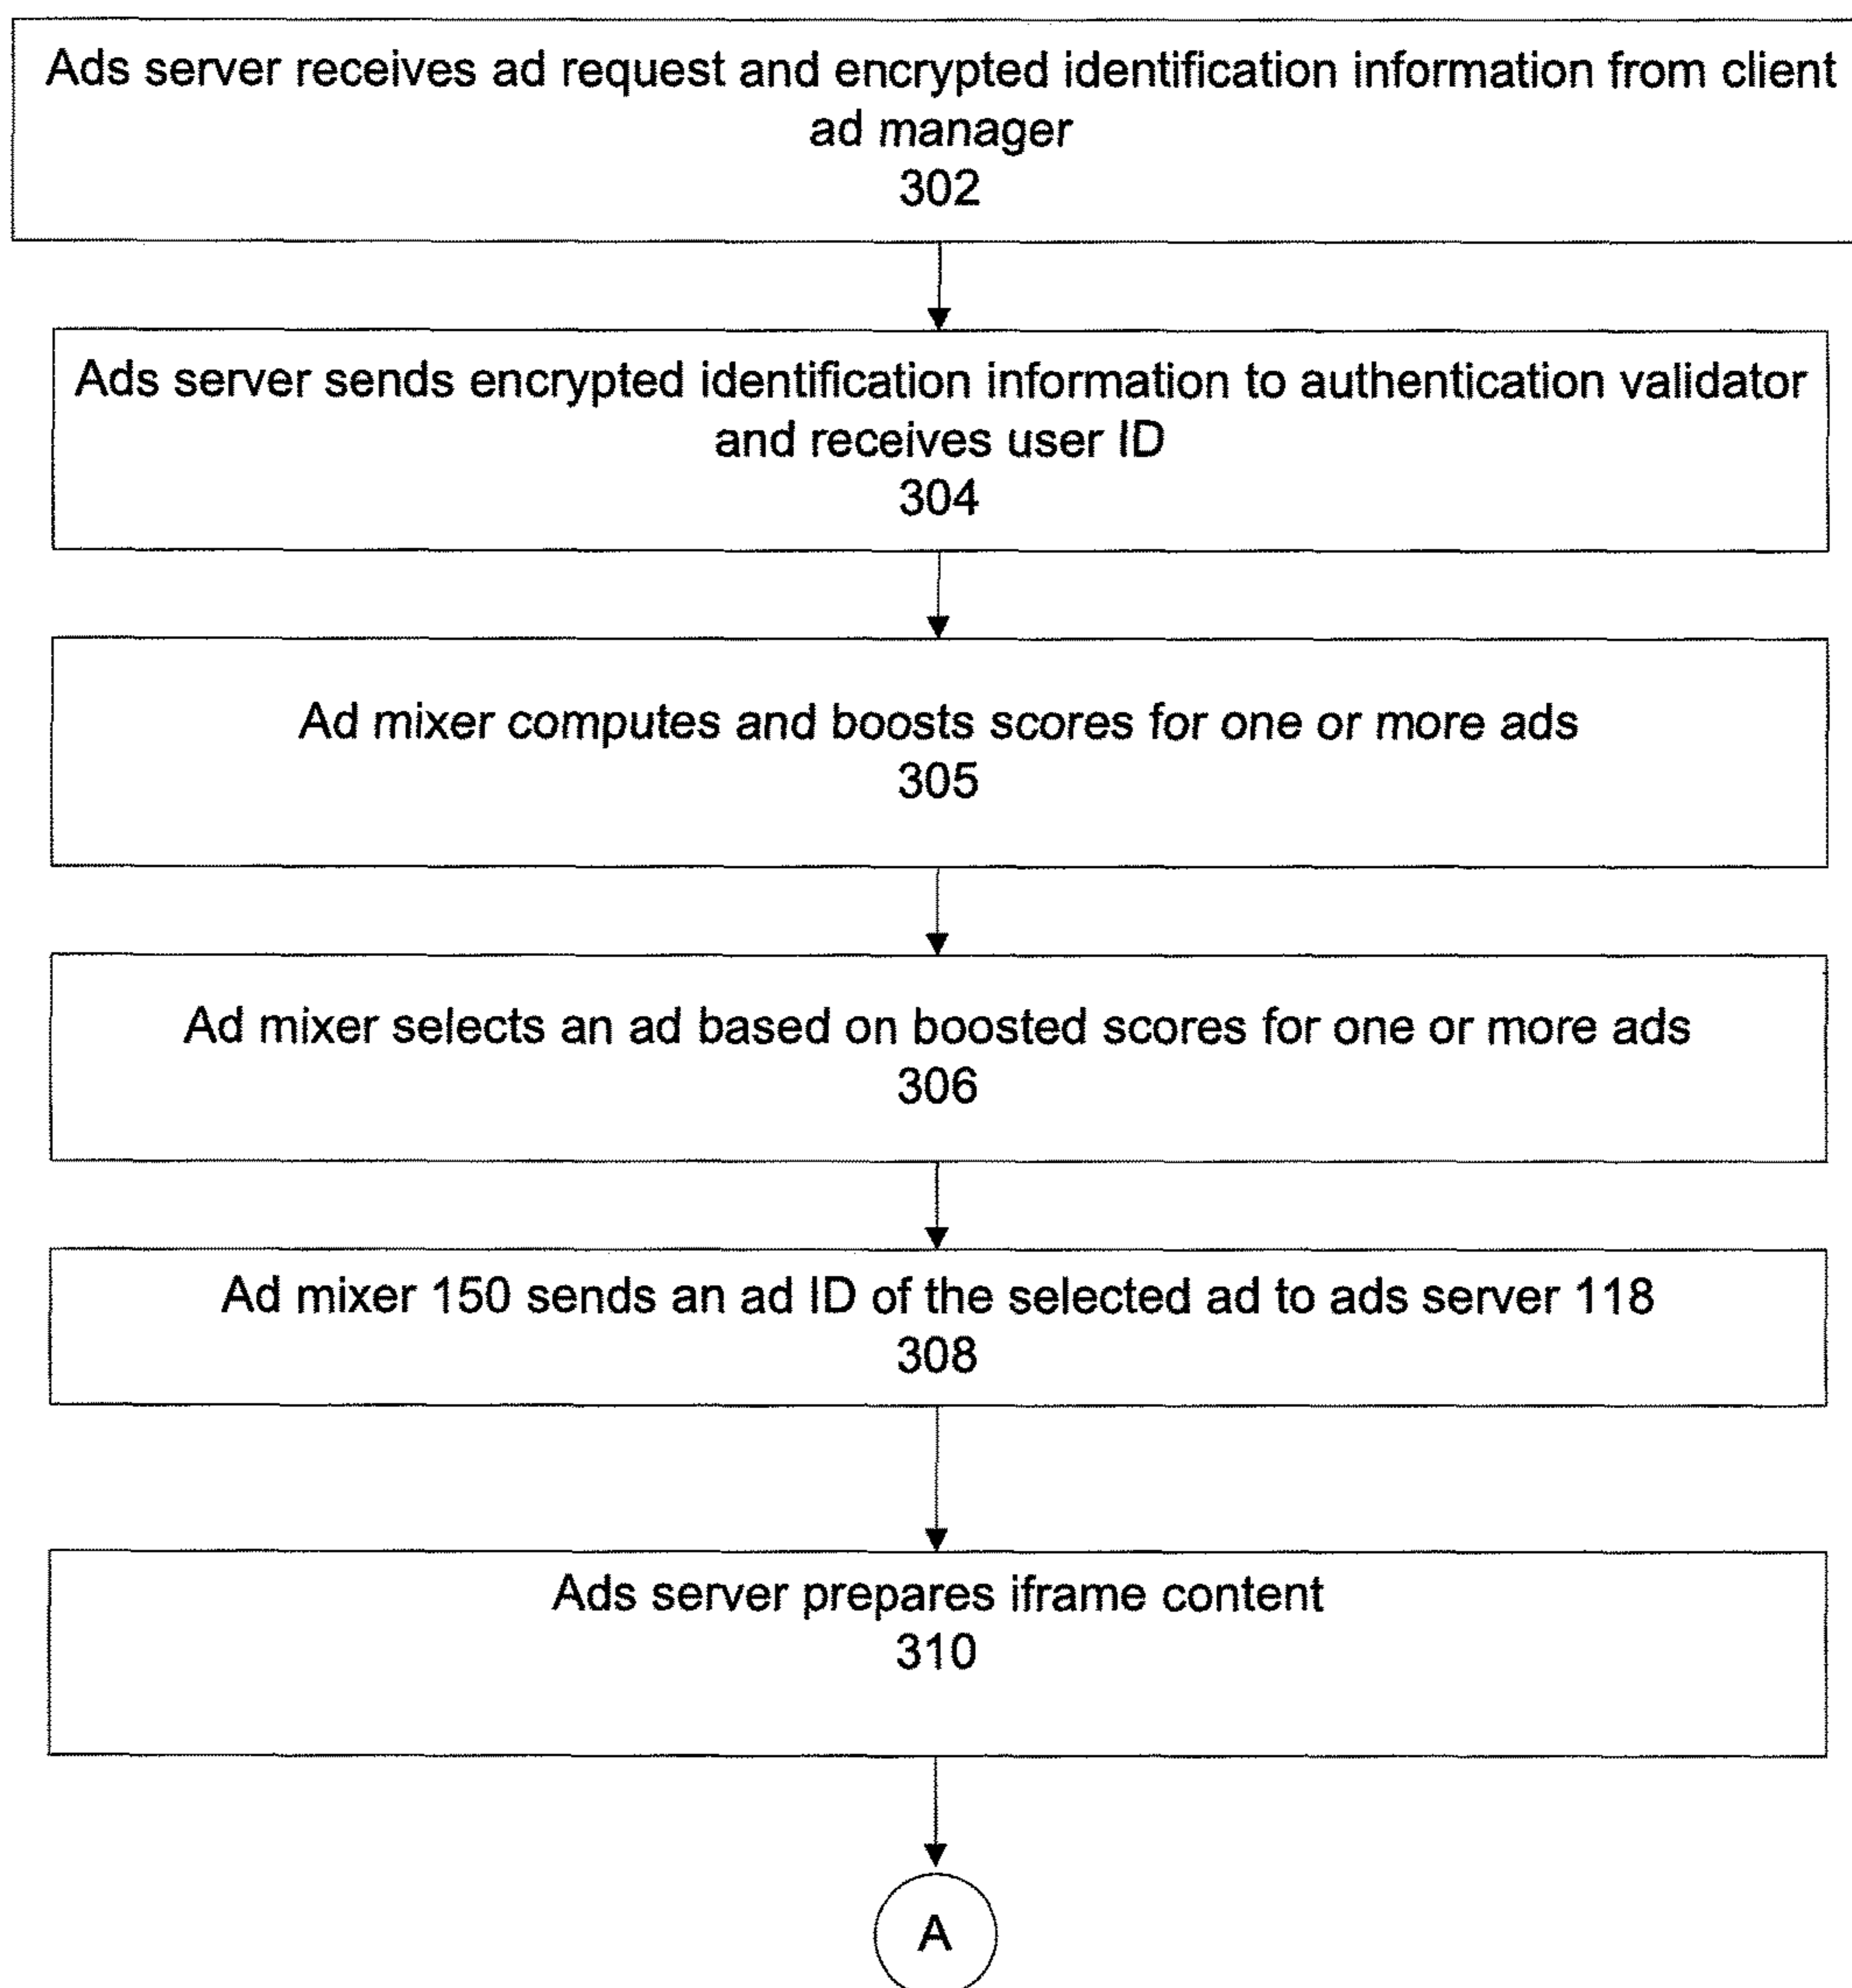 Ads server receives ad request and encrypted identification information from client
ad manager
302
Ads server sends encrypted identification information to authentication validator
and receives user ID
304
Ad mixer computes and boosts scores for one or more ads
305
Ad mixer selects an ad based on boosted scores for one or more ads
306
Ad mixer 150 sends an ad ID of the selected ad to ads server 118
308
Ads server prepares iframe content
310
A